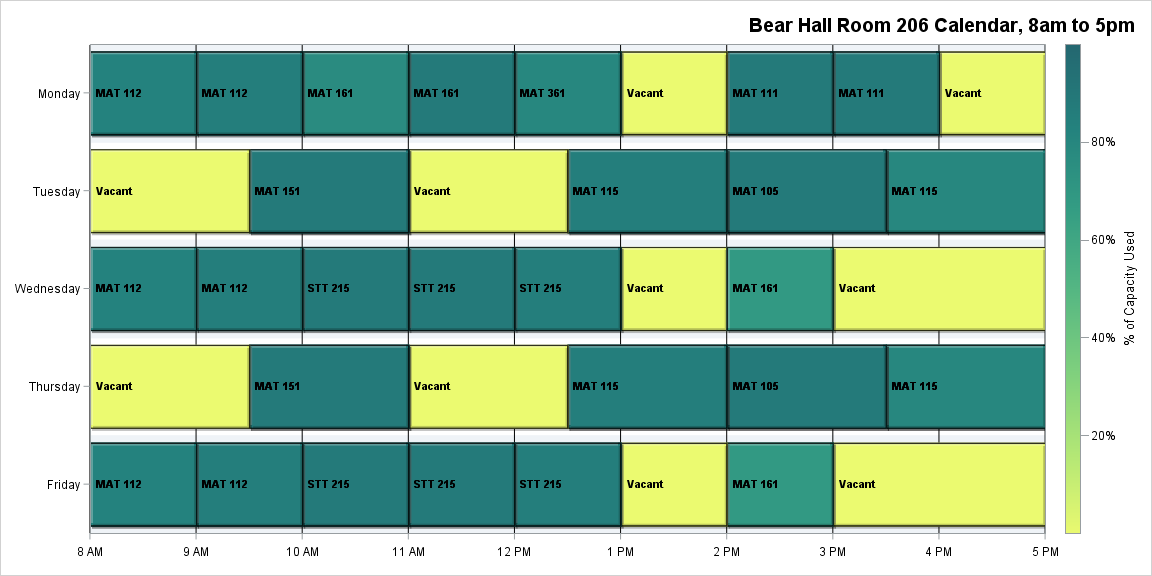 Bear Hall Room 206 Calendar, 8am to 5pm
Monday MAT 112 MAT 112 MAT 161 MAT 161 MAT 361 Vacant MAT 111 MAT 111 Vacant
Tuesday Vacant MAT 151 Vacant MAT 115 MAT 105 MAT 115
Wednesday MAT 112 MAT 112 STT 215 STT 215 STT 215 Vacant MAT 161 Vacant
Thursday Vacant MAT 151 Vacant MAT 115 MAT 105 MAT 115
Friday MAT 112 MAT 112 STT 215 STT 215 STT 215 Vacant MAT 161 Vacant
8 AM 9 AM 10 AM 11 AM 12 PM 1 PM 2 PM 3 PM 4 PM 5 PM
80%
60%
40%
20%
% of Capacity Used